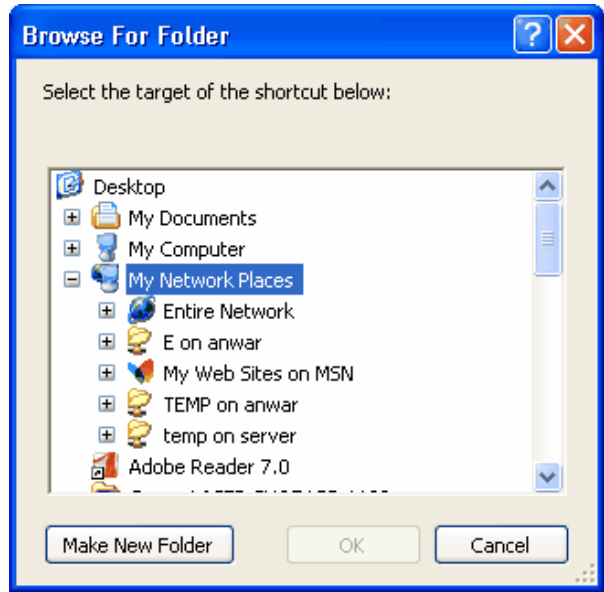 Browse For Folder
Select the target of the shortcut below:
Desktop
My Documents
My Computer
My Network Places
Entire Network
E on anwar
My Web Sites on MSN
TEMP on anwar
temp on server
Adobe Reader 7.0
Make New Folder
OK
Cancel